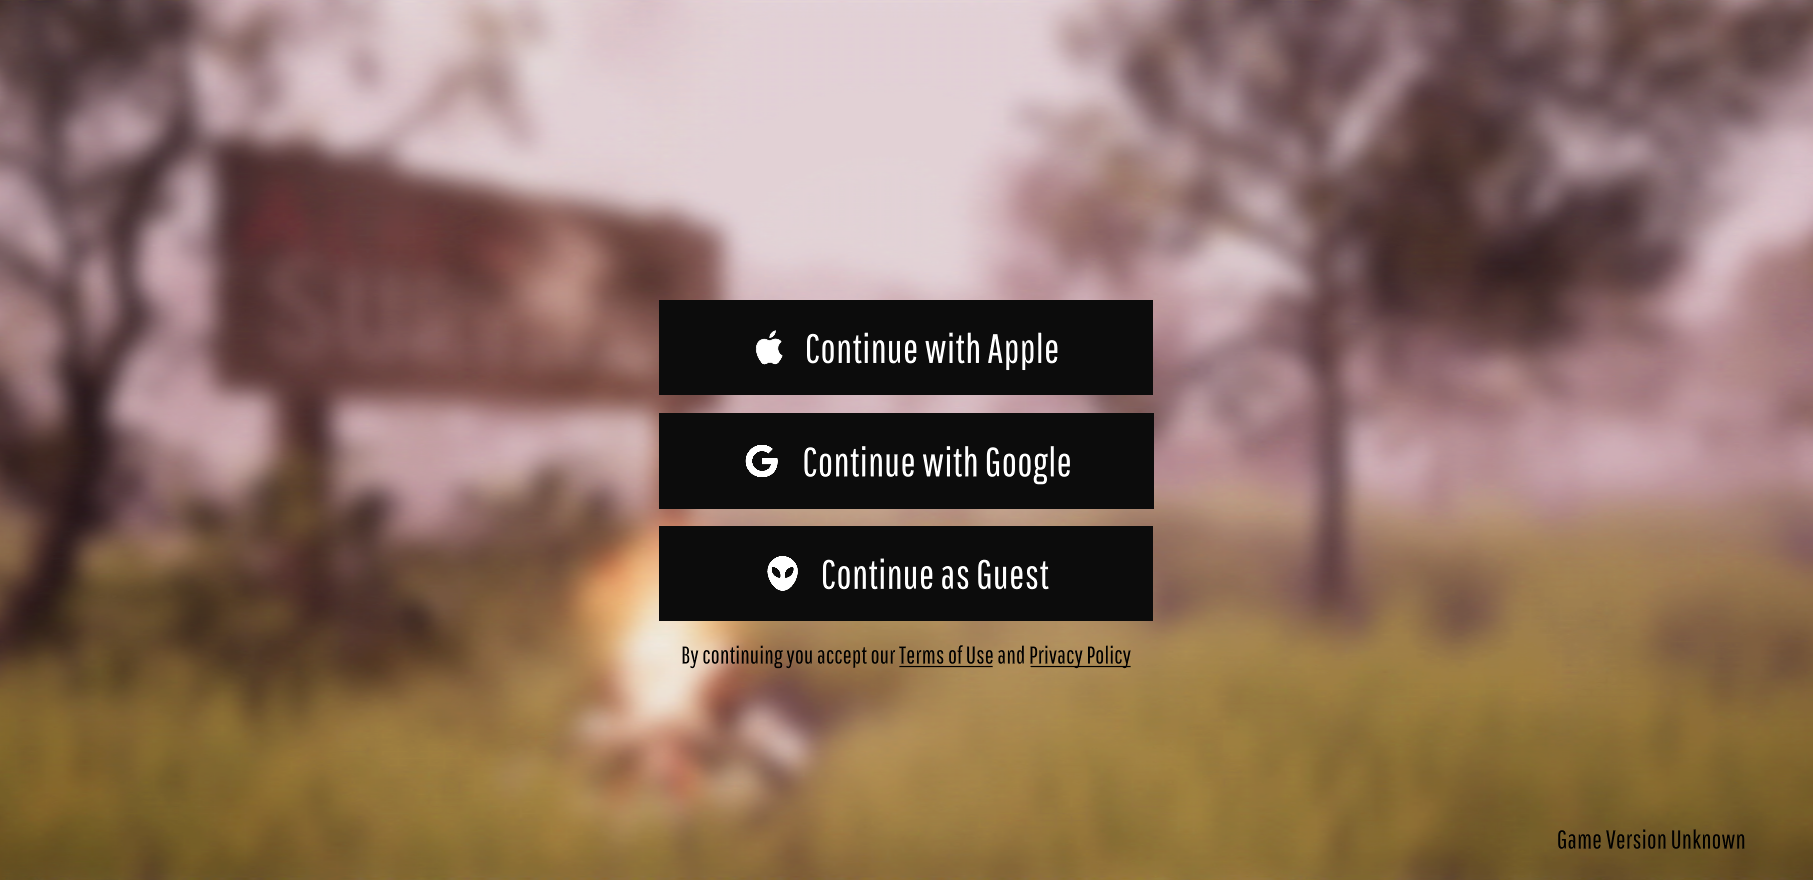 Continue with Apple
Continue with Google
Continue as Guest
By continuing you accept our Terms of Use and Privacy Policy
Game Version Unknown